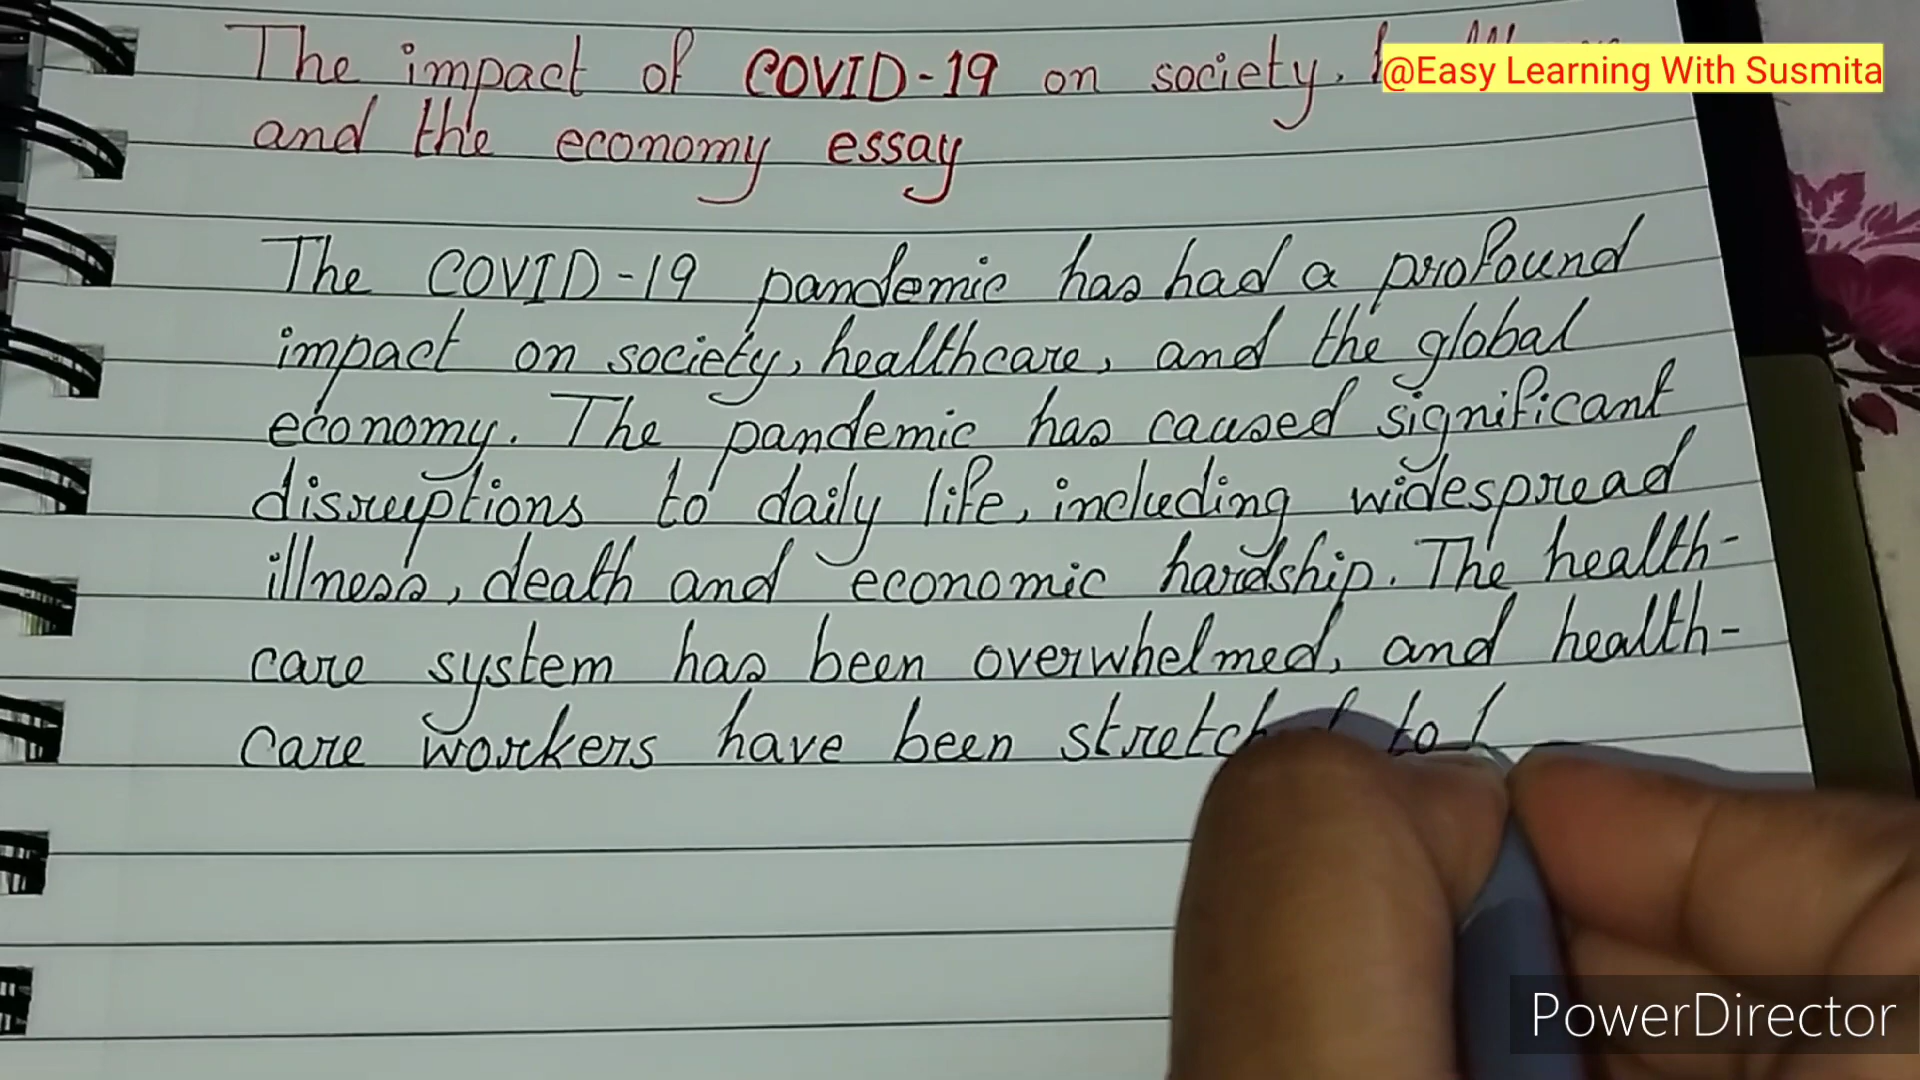 The impact of COVID-19 on society,
@Easy Learning With Susmita
and the economy essay
The COVID-19 pandemic has had a profound
impact on society, healthcare, and the global
economy. The pandemic has caused significant
disruptions to daily life, including widespread
illness, death and economic hardship. The health-
care system has been overwhelmed, and health-
care workers have been to
PowerDirector